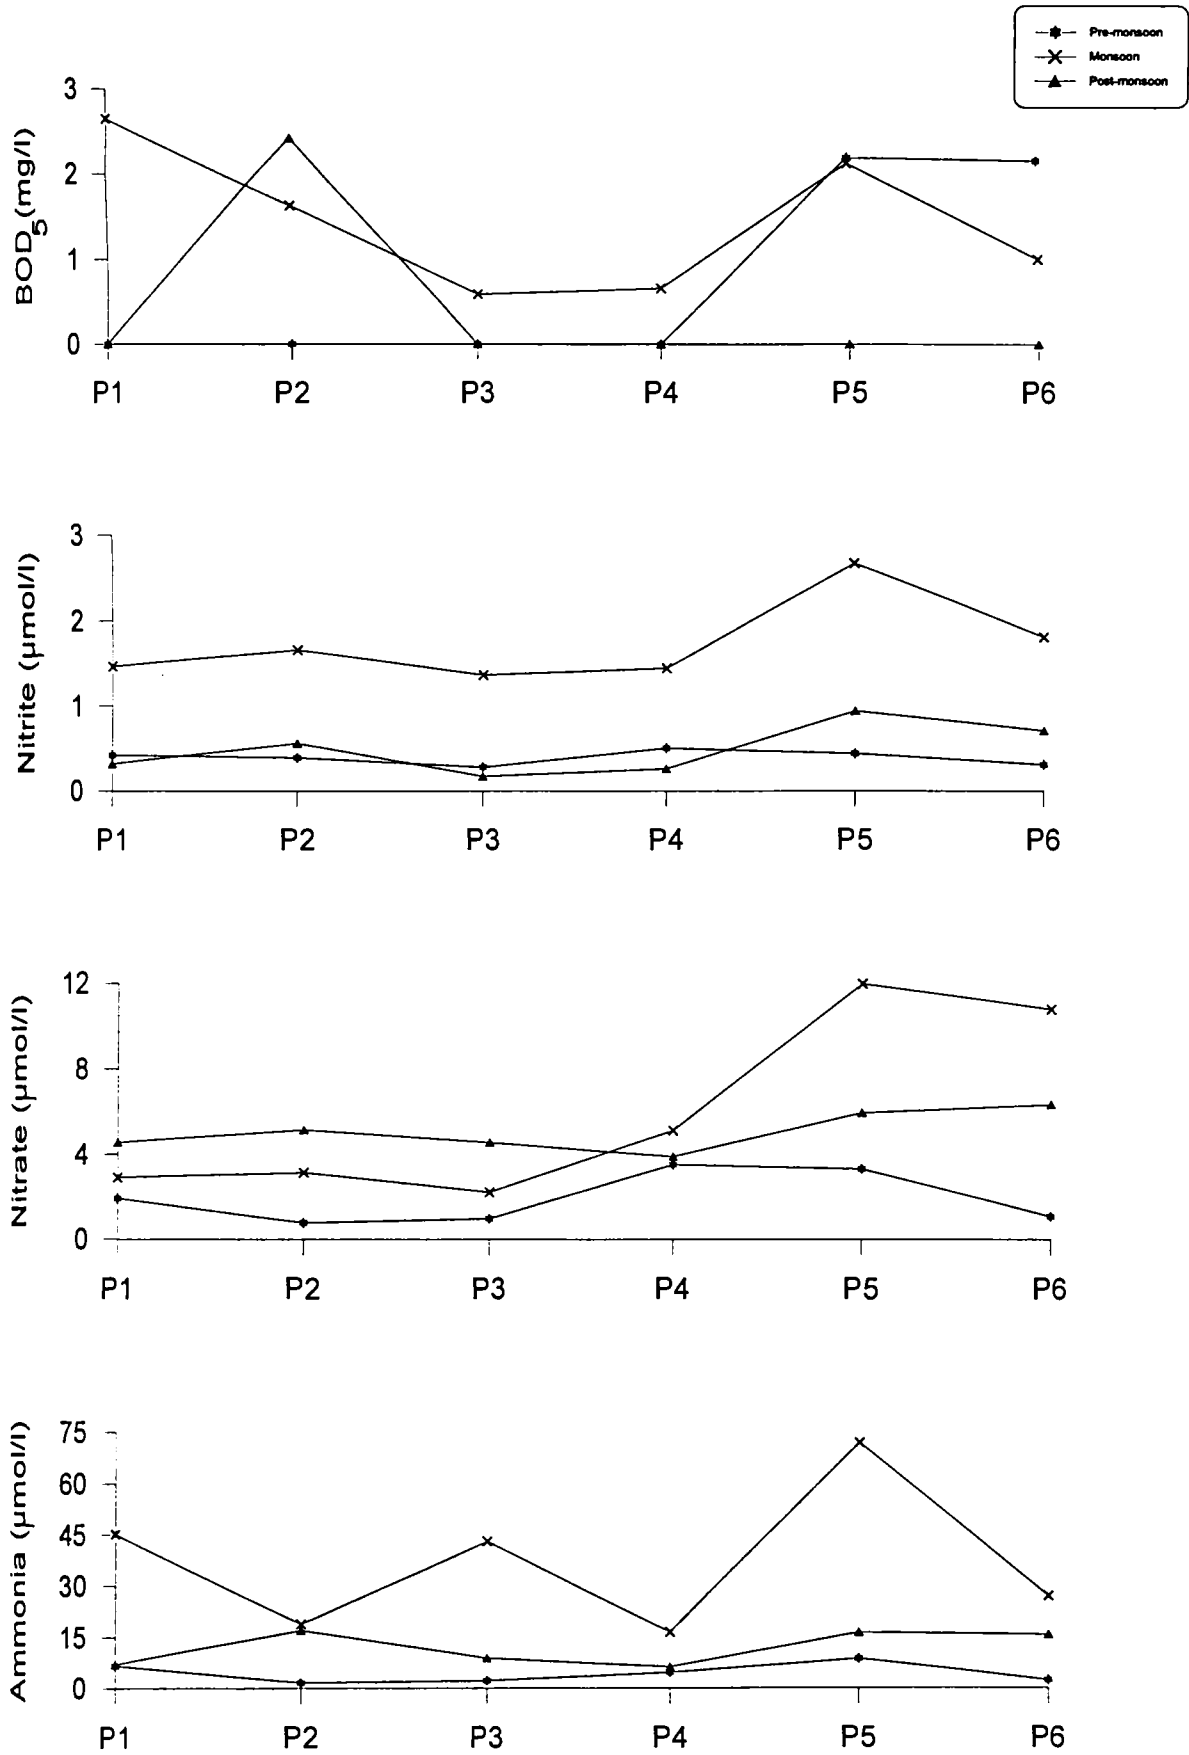 Pre-monsoon
Monsoon
Post-monsoon
BOD5(mg/l)
3
2
1
0
P1 P2 P3 P4 P5 P6
Nitrite (µmol/l)
3
2
1
0
P1 P2 P3 P4 P5 P6
Nitrate (µmol/l)
12
8
4
0
P1 P2 P3 P4 P5 P6
Ammonia (µmol/l)
75
60
45
30
15
0
P1 P2 P3 P4 P5 P6